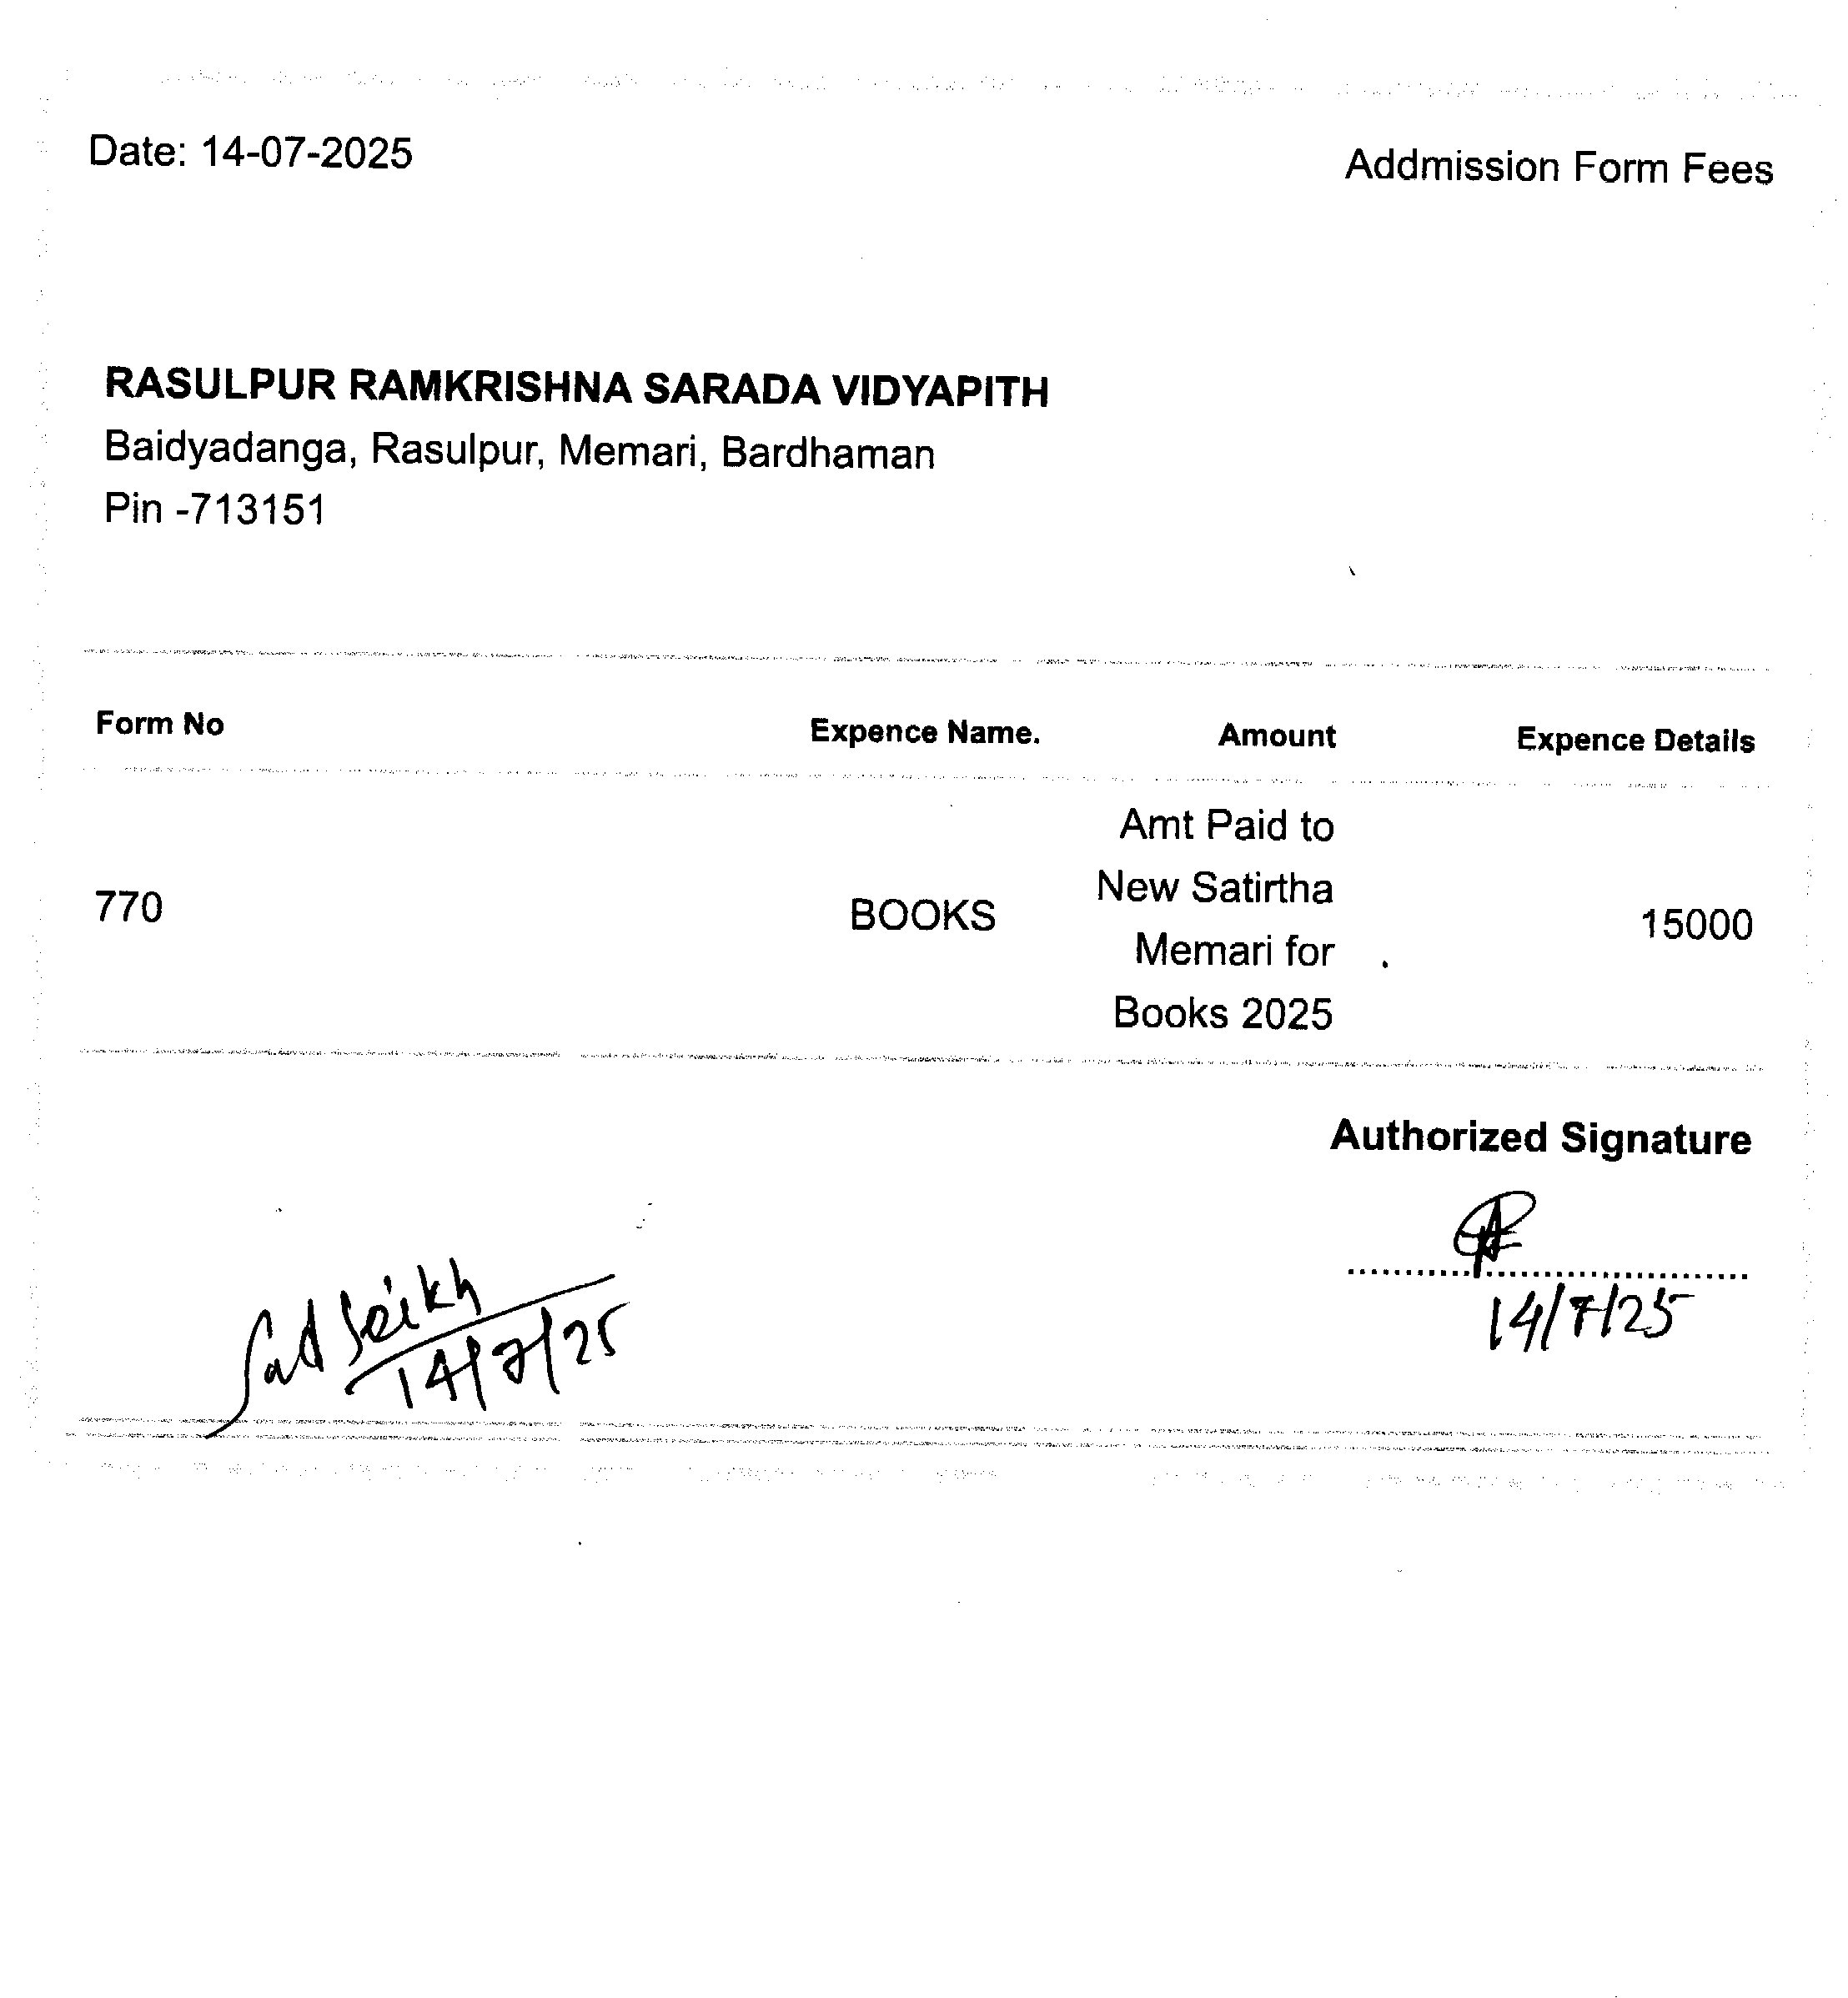 Date: 14-07-2025
Addmission Form Fees
RASULPUR RAMKRISHNA SARADA VIDYAPITH
Baidyadanga, Rasulpur, Memari, Bardhaman
Pin -713151
Form No Expence Name. Amount Expence Details
770 BOOKS Amt Paid to New Satirtha Memari for Books 2025 15000
Authorized Signature
14/7/25
Sad Seikh
14/7/25